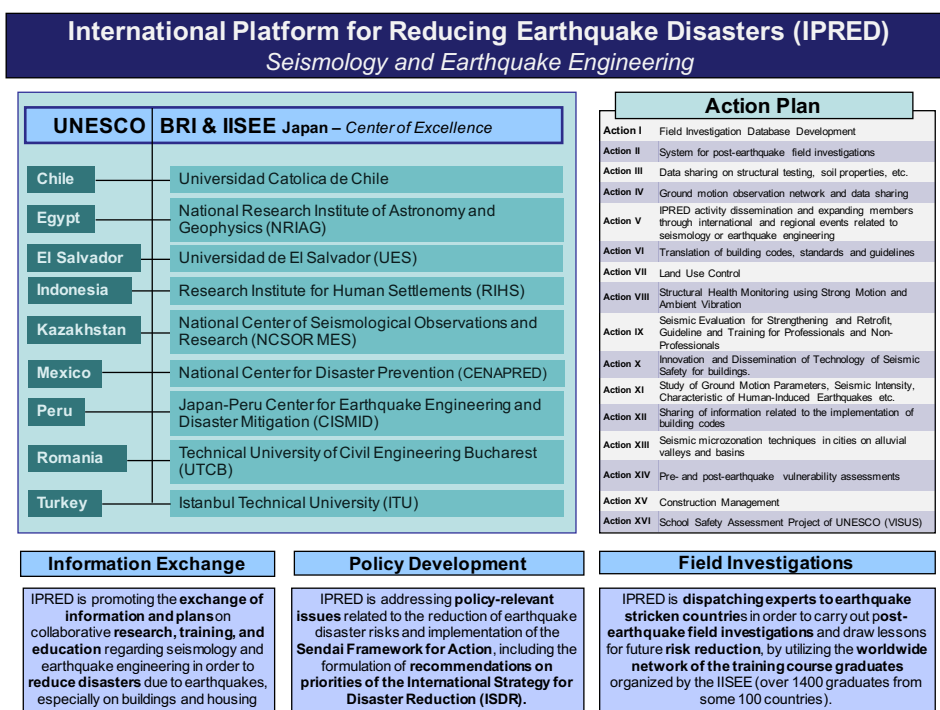 International Platform for Reducing Earthquake Disasters (IPRED)
Seismology and Earthquake Engineering
UNESCO BRI & IISEE Japan – Center of Excellence
Chile Universidad Catolica de Chile
Egypt National Research Institute of Astronomy and
Geophysics (NRIAG)
El Salvador Universidad de El Salvador (UES)
Indonesia Research Institute for Human Settlements (RIHS)
Kazakhstan National Center of Seismological Observations and
Research (NCSOR MES)
Mexico National Center for Disaster Prevention (CENAPRED)
Peru Japan-Peru Center for Earthquake Engineering and
Disaster Mitigation (CISMID)
Romania Technical University of Civil Engineering Bucharest
(UTCB)
Turkey Istanbul Technical University (ITU)
Action Plan
Action I Field Investigation Database Development
Action II System for post-earthquake field investigations
Action III Data sharing on structural testing, soil properties, etc.
Action IV Ground motion observation network and data sharing
Action V IPRED activity dissemination and expanding members
through international and regional events related to
seismology or earthquake engineering
Action VI Translation of building codes, standards and guidelines
Action VII Land Use Control
Action VIII Structural Health Monitoring using Strong Motion and
Ambient Vibration
Action IX Seismic Evaluation for Strengthening and Retrofit,
Guideline and Training for Professionals and Non-
Professionals
Action X Innovation and Dissemination of Technology of Seismic
Safety for buildings.
Action XI Study of Ground Motion Parameters, Seismic Intensity,
Characteristic of Human-Induced Earthquakes etc.
Action XII Sharing of information related to the implementation of
building codes
Action XIII Seismic microzonation techniques in cities on alluvial
valleys and basins
Action XIV Pre- and post-earthquake vulnerability assessments
Action XV Construction Management
Action XVI School Safety Assessment Project of UNESCO (VISUS)
Information Exchange
IPRED is promoting the exchange of
information and plans on
collaborative research, training, and
education regarding seismology and
earthquake engineering in order to
reduce disasters due to earthquakes,
especially on buildings and housing
Policy Development
IPRED is addressing policy-relevant
issues related to the reduction of earthquake
disaster risks and implementation of the
Sendai Framework for Action, including the
formulation of recommendations on
priorities of the International Strategy for
Disaster Reduction (ISDR).
Field Investigations
IPRED is dispatching experts to earthquake
stricken countries in order to carry out post-
earthquake field investigations and draw lessons
for future risk reduction, by utilizing the worldwide
network of the training course graduates
organized by the IISEE (over 1400 graduates from
some 100 countries).